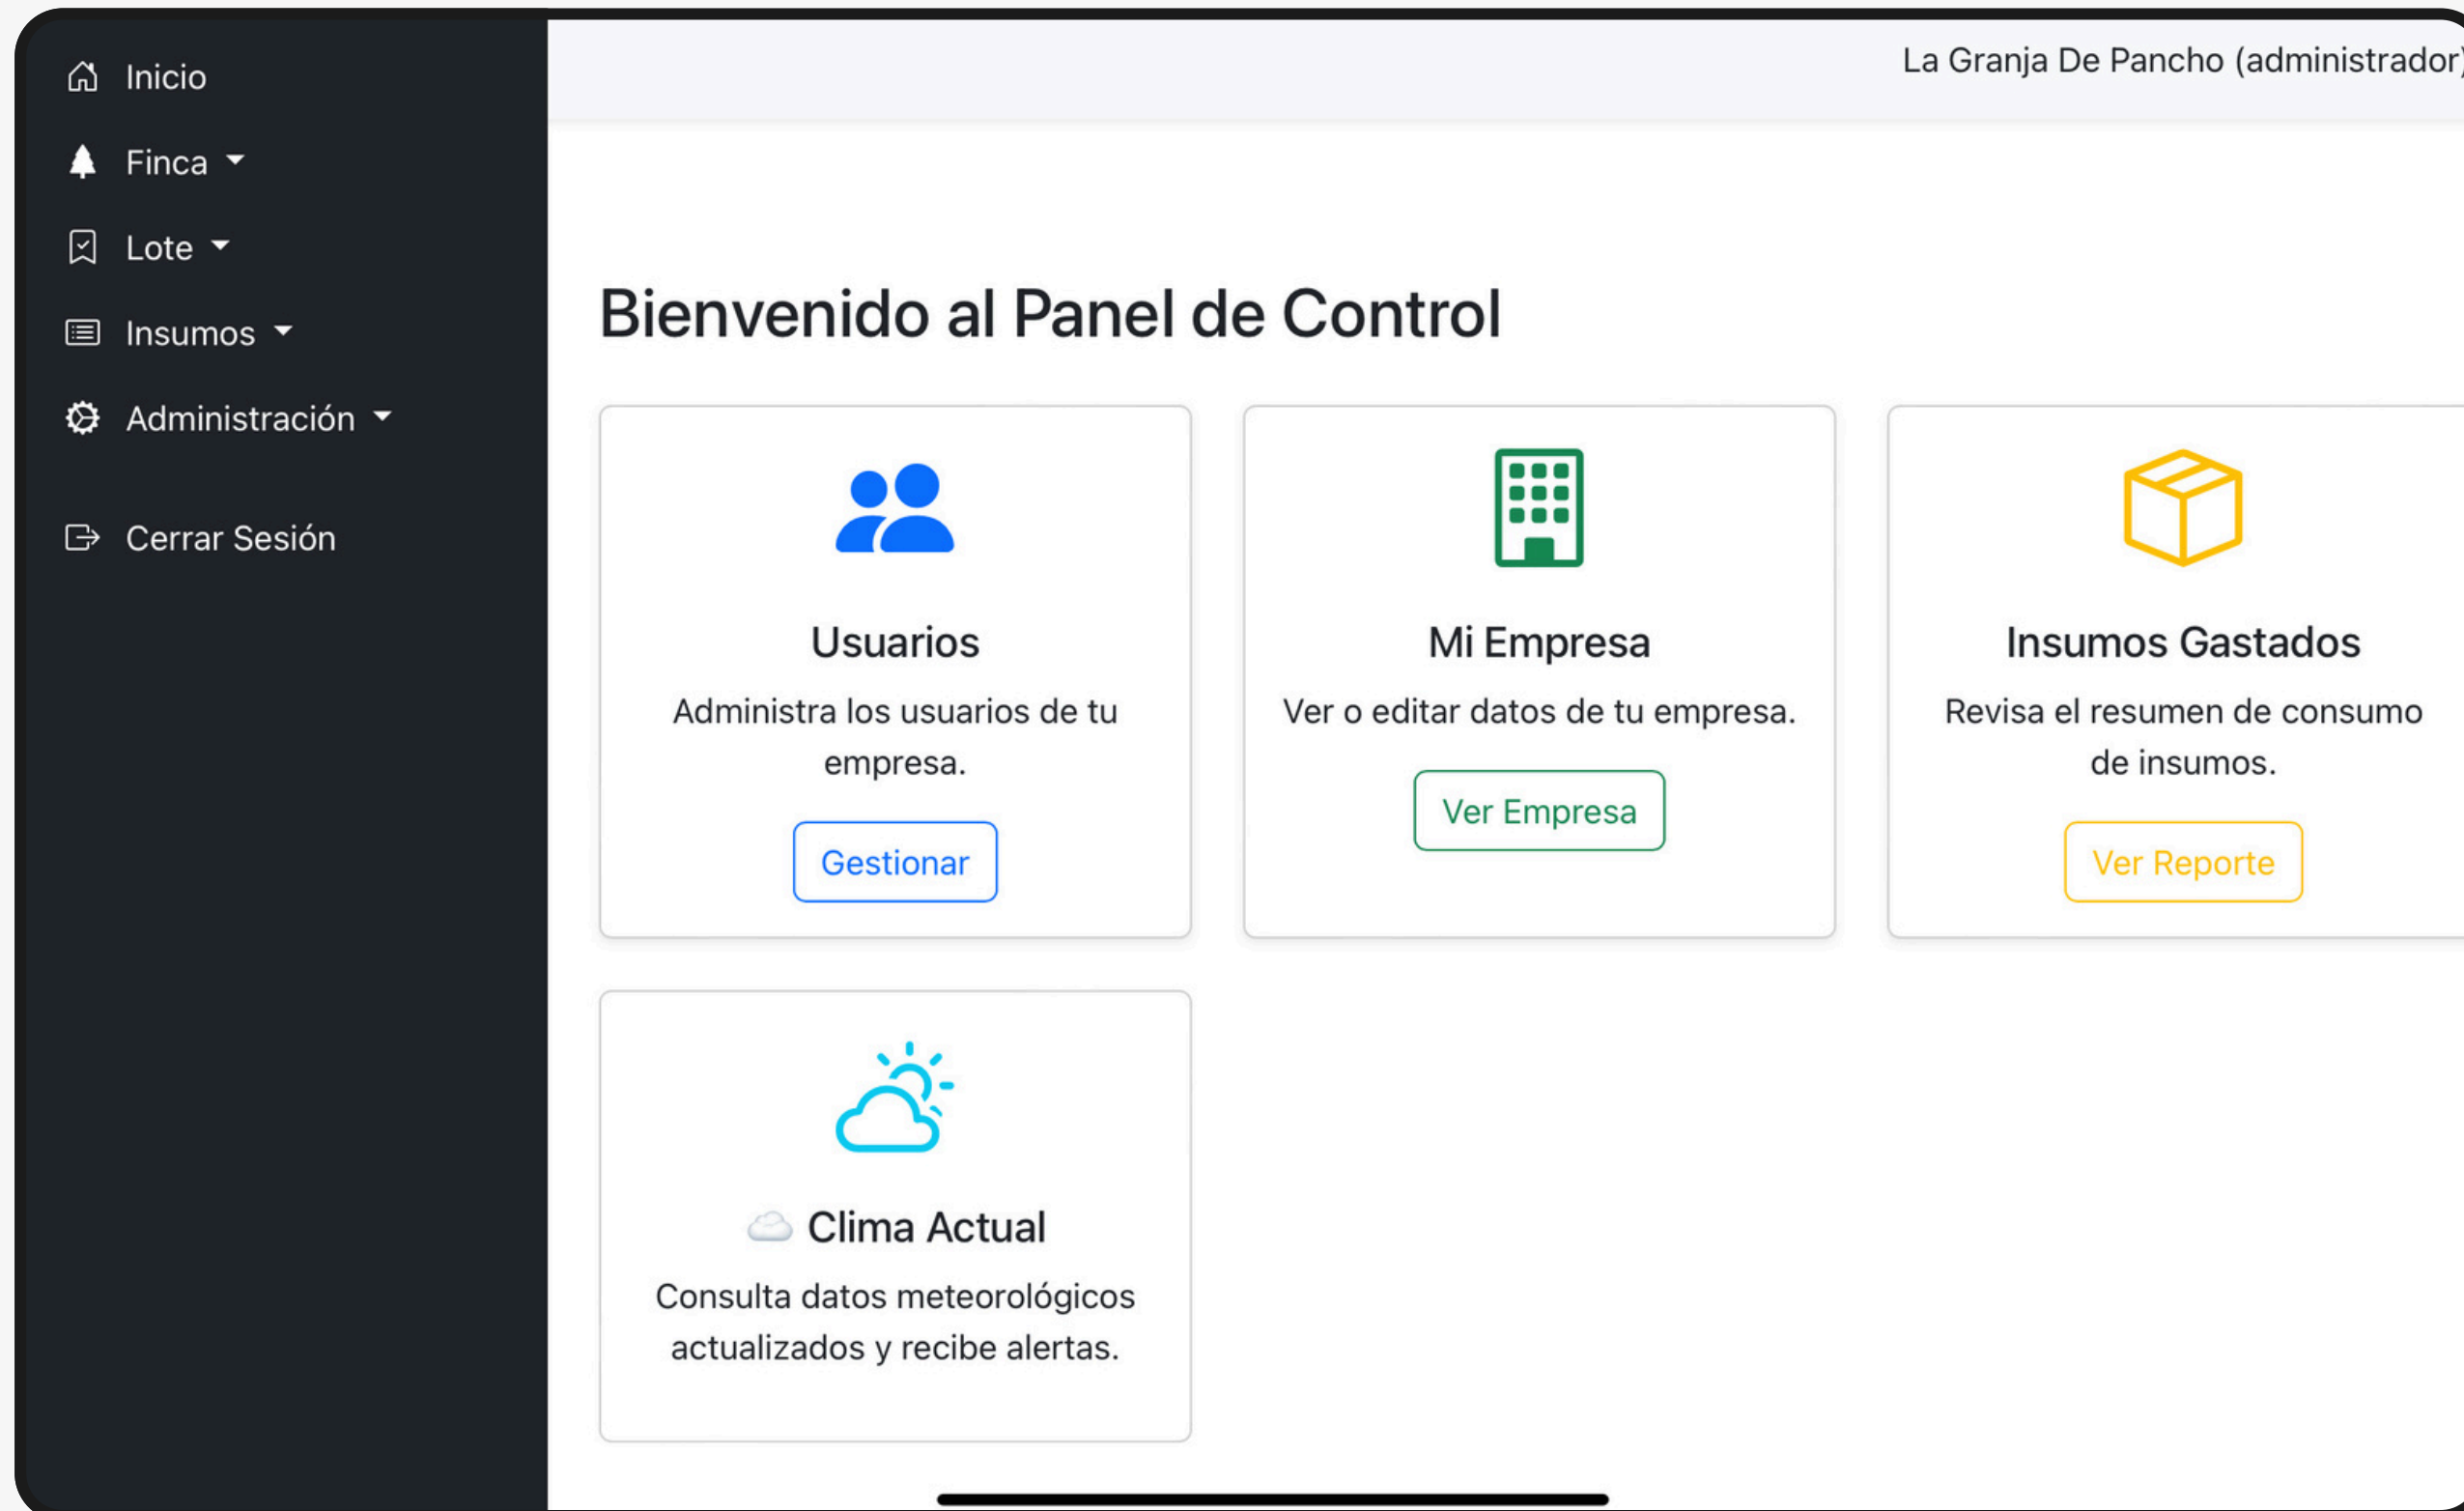 Inicio
Finca
Lote
Insumos
Administración
Cerrar Sesión
La Granja De Pancho (administrador)
Bienvenido al Panel de Control
Usuarios
Administra los usuarios de tu
empresa.
Gestionar
Mi Empresa
Ver o editar datos de tu empresa.
Ver Empresa
Insumos Gastados
Revisa el resumen de consumo
de insumos.
Ver Reporte
Clima Actual
Consulta datos meteorológicos
actualizados y recibe alertas.